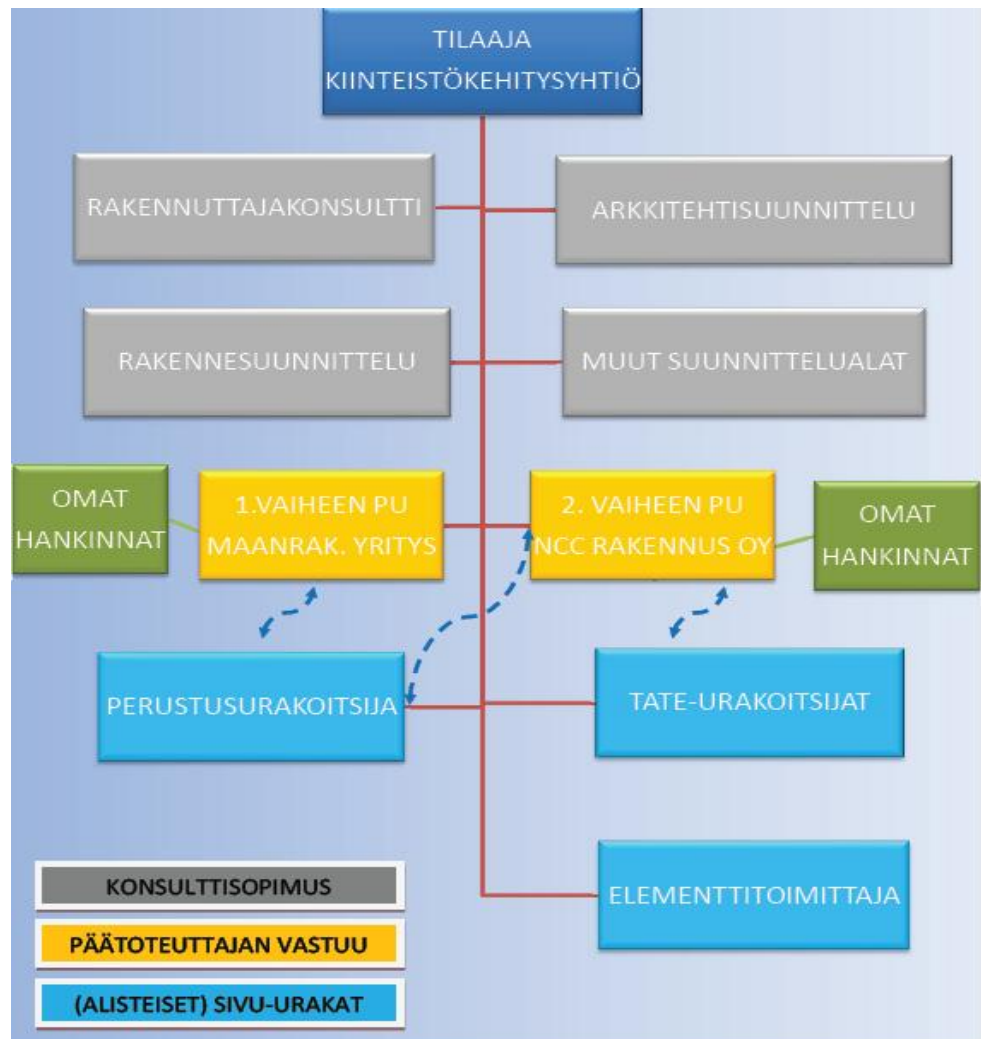 TILAAJA
KIINTEISTÖKEHITYSYHTIÖ
RAKENNUTTAJAKONSULTTI
ARKKITEHTISUUNNITTELU
RAKENNESUUNNITTELU
MUUT SUUNNITTELUALAT
OMAT
HANKINNAT
1.VAIHEEN PU
MAANRAK. YRITYS
2. VAIHEEN PU
NCC RAKENNUS OY
OMAT
HANKINNAT
PERUSTUSURAKOITSIJA
TATE-URAKOITSIJAT
ELEMENTTITOIMITTAJA
KONSULTTISOPIMUS
PÄÄTOTEUTTAJAN VASTUU
(ALISTEISET) SIVU-URAKAT